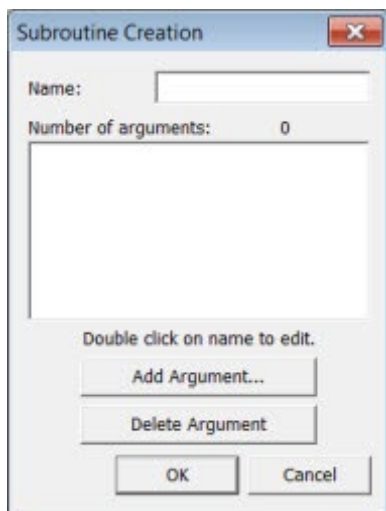 Subroutine Creation
Name:
Number of arguments: 0
Double click on name to edit.
Add Argument...
Delete Argument
OK Cancel